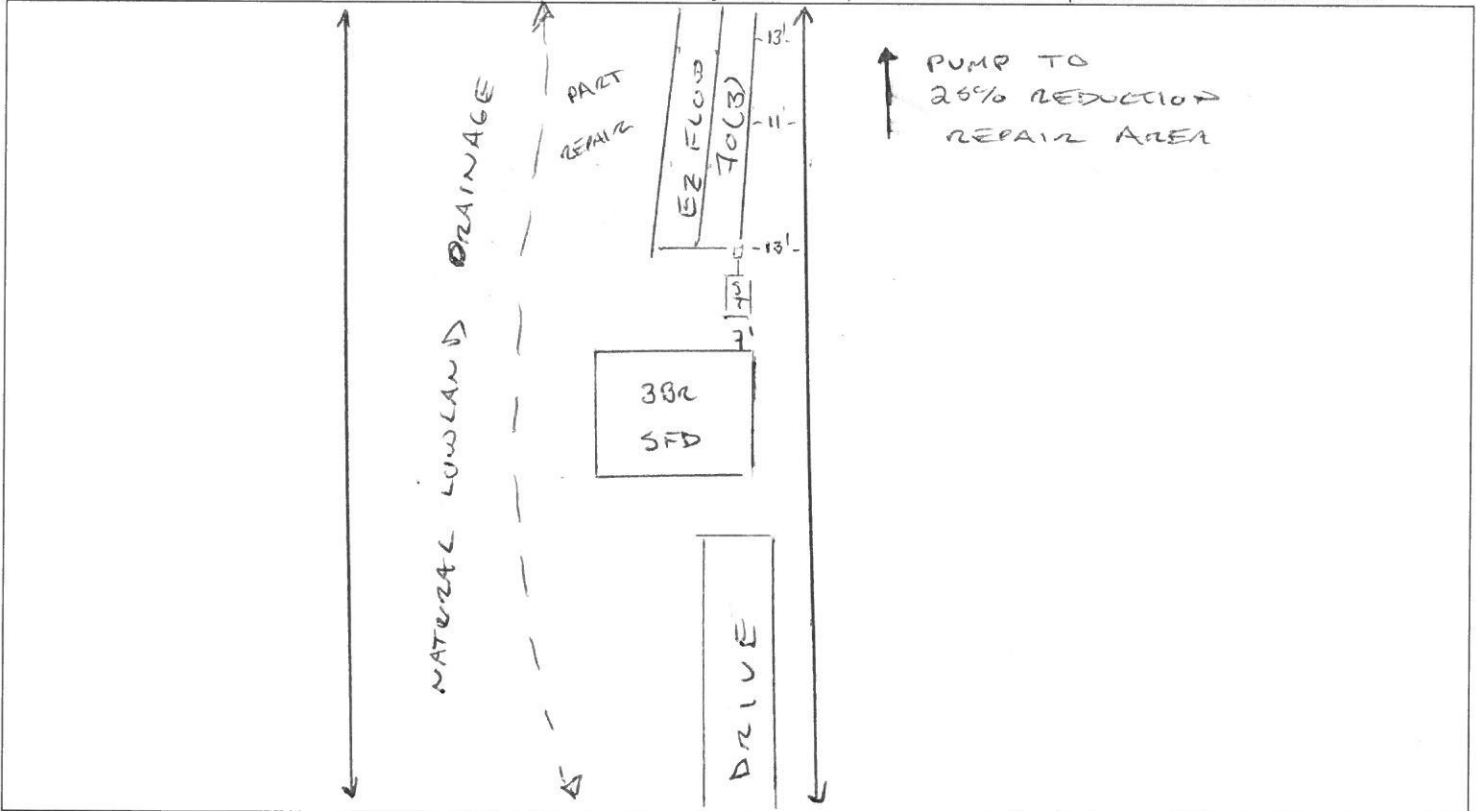 NATURAL LOWLAND DRAINAGE
PART
REPAIR
EZ FLOW
70(3)
-13'-
-11'-
-13'-
ST
7'
3BR
SFD
DRIVE
PUMP TO
25% REDUCTION
REPAIR AREA